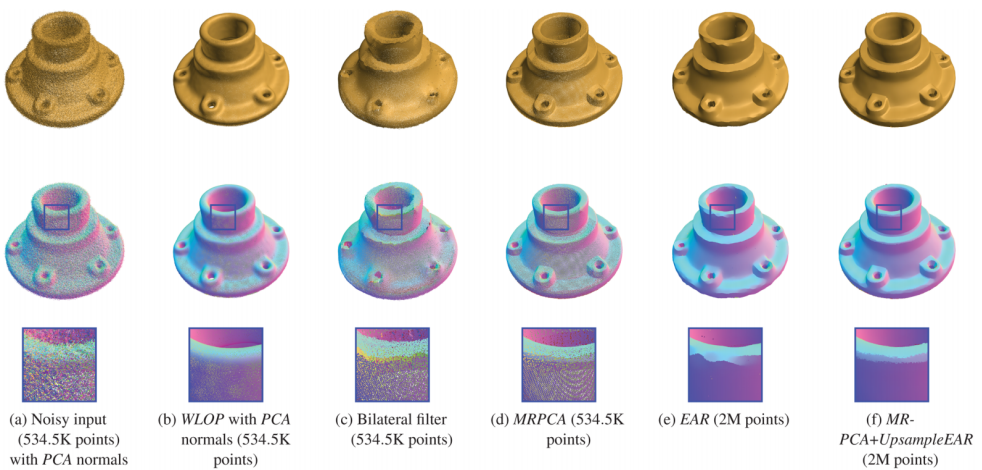 (a) Noisy input
(534.5K points)
with PCA normals
(b) WLOP with PCA
normals (534.5K
points)
(c) Bilateral filter
(534.5K points)
(d) MRPCA (534.5K
points)
(e) EAR (2M points)
(f) MR-
PCA+UpsampleEAR
(2M points)